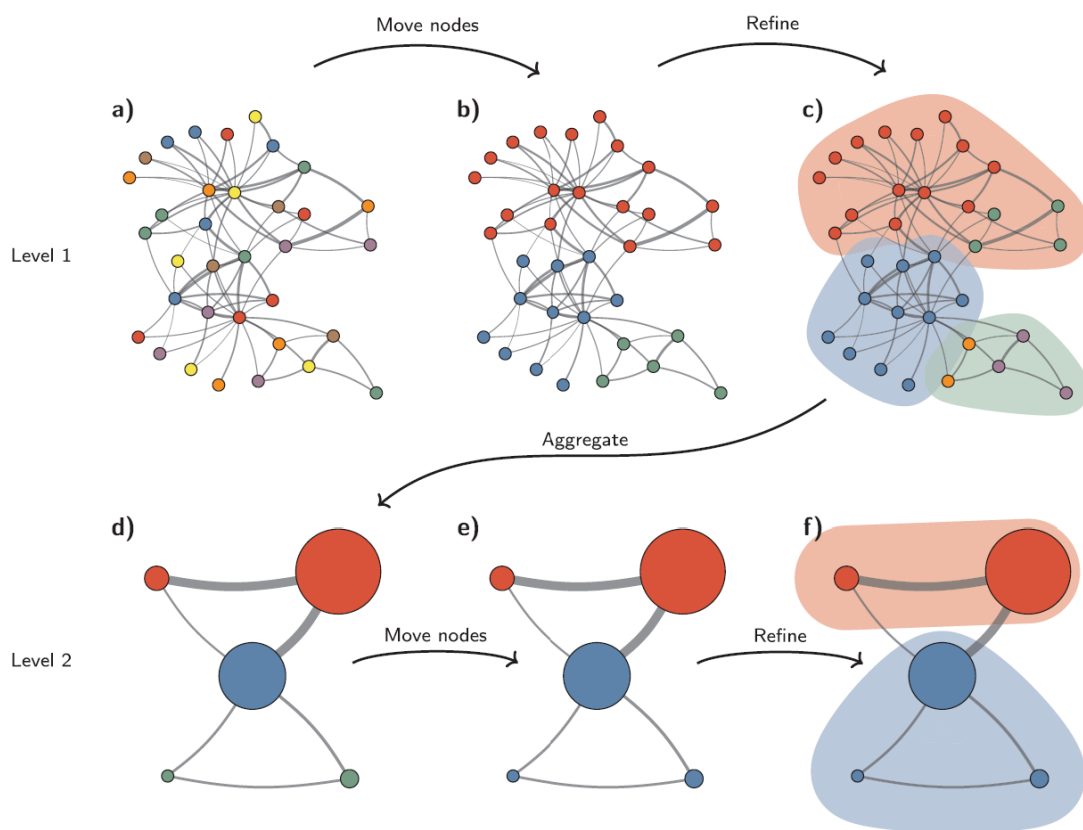 Move nodes
Refine
a)
b)
c)
Level 1
Aggregate
d)
e)
f)
Move nodes
Refine
Level 2